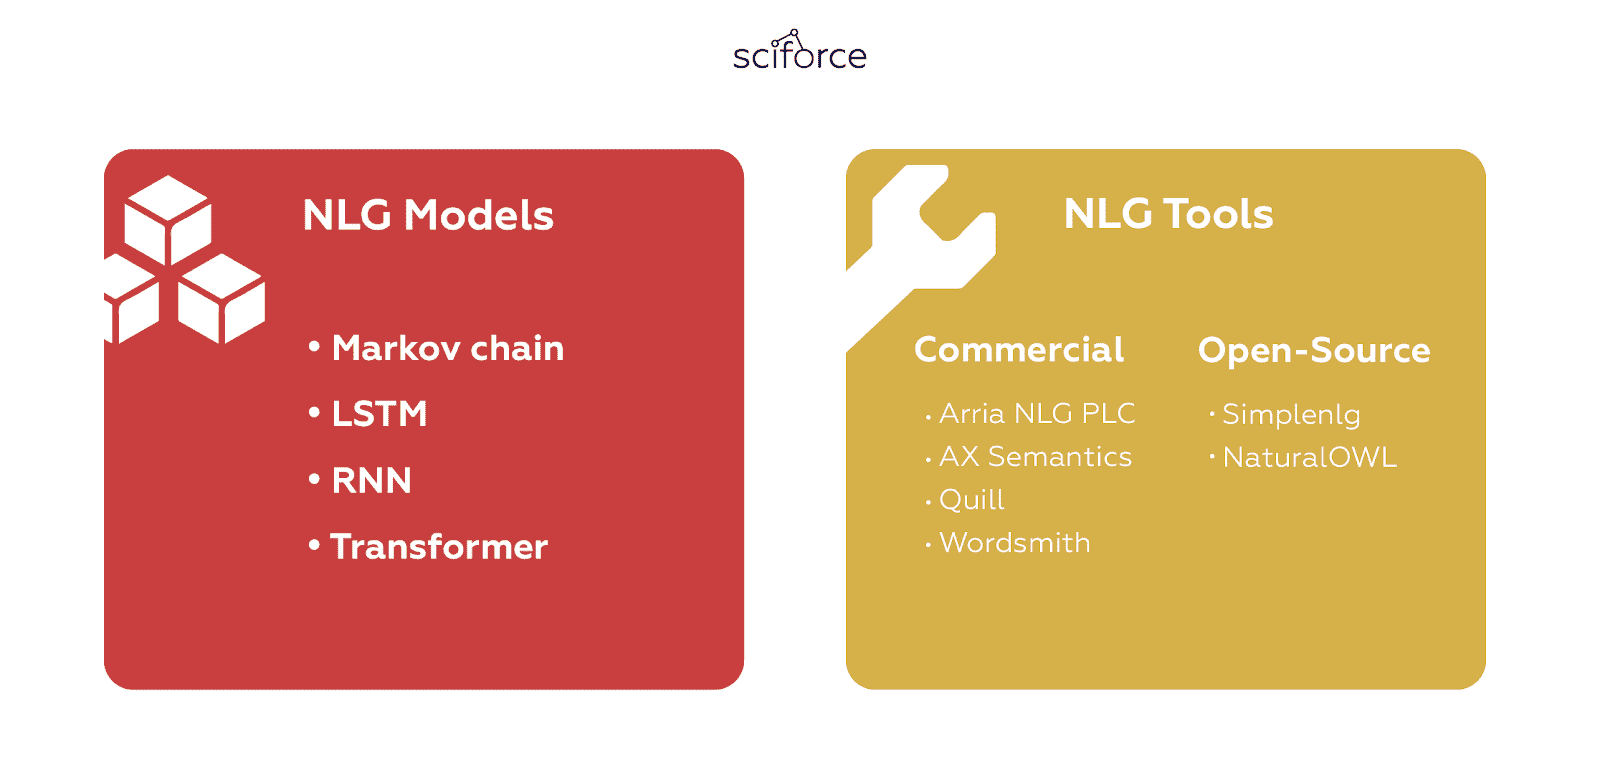 sciforce
NLG Models
• Markov chain
• LSTM
• RNN
• Transformer
NLG Tools
Commercial
• Arria NLG PLC
• AX Semantics
• Quill
• Wordsmith
Open-Source
• Simplenlg
• NaturalOWL